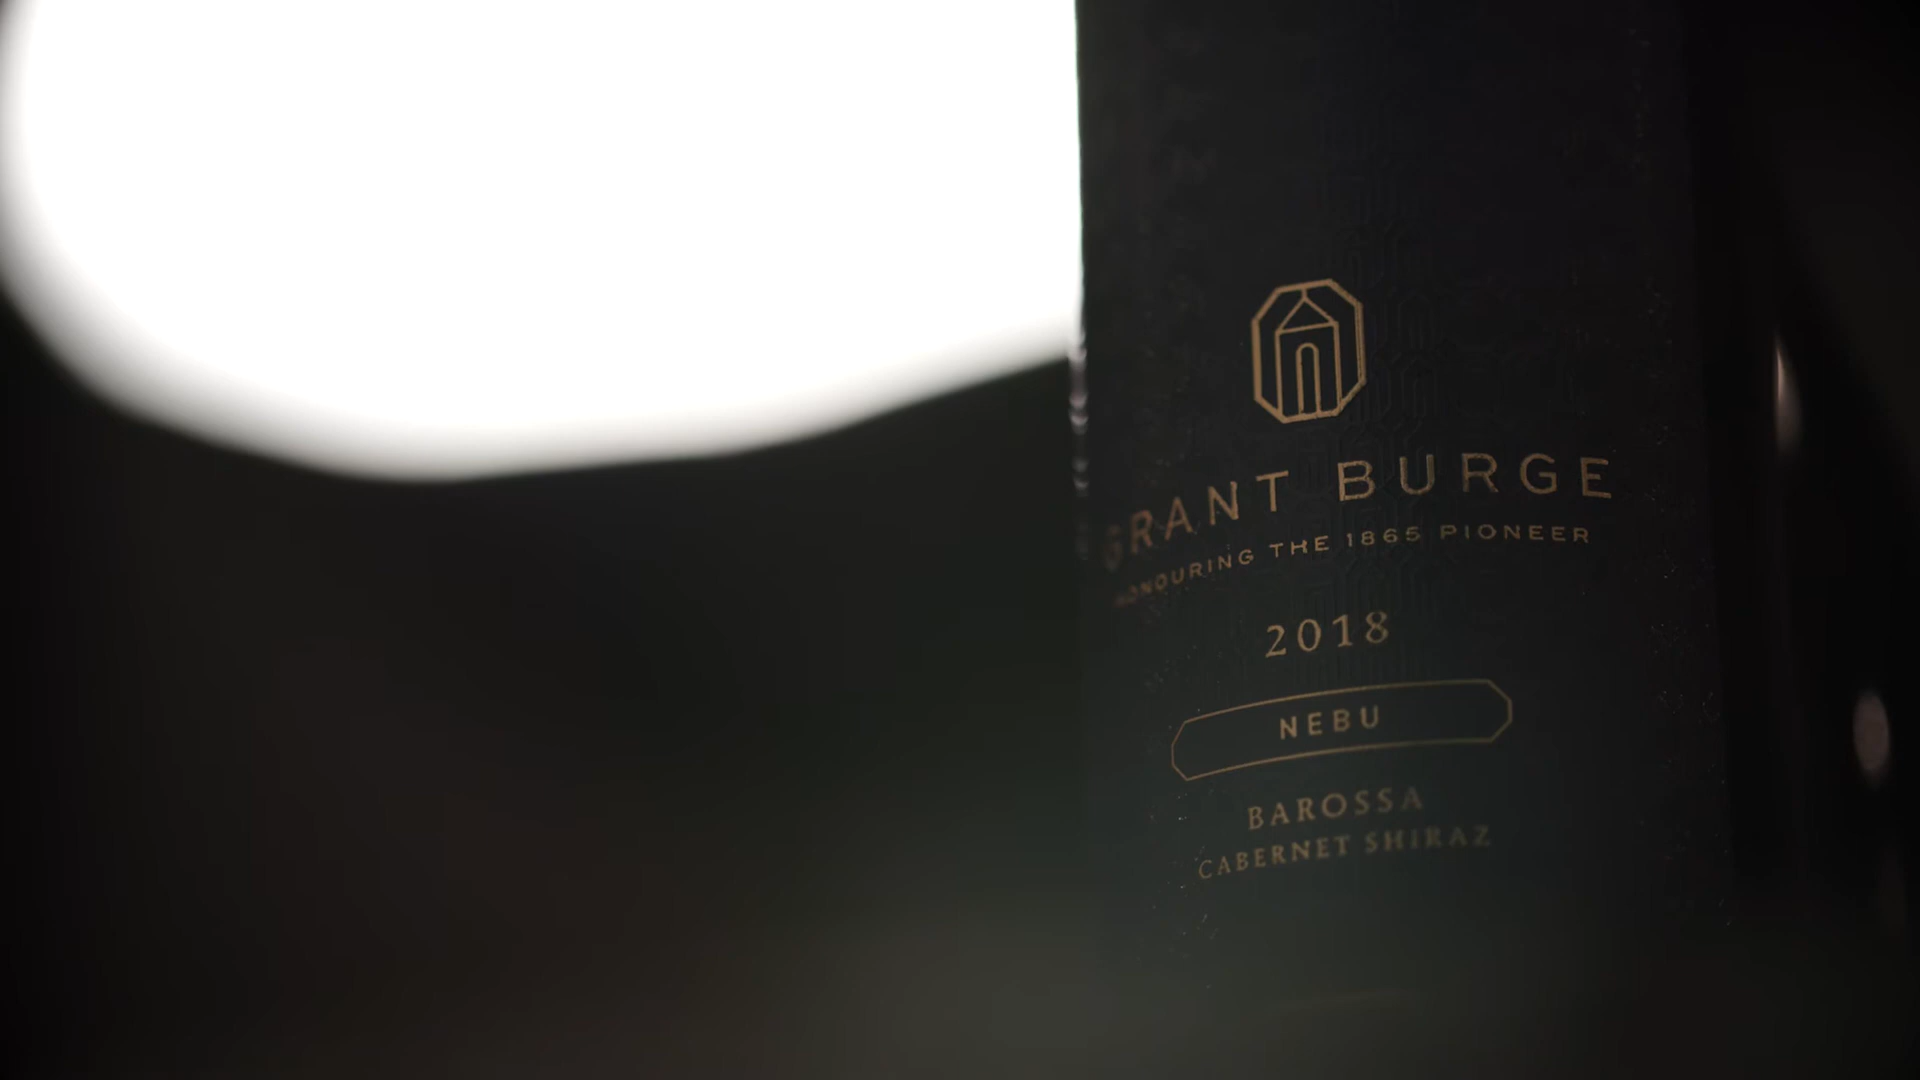 GRANT BURGE
HONOURING THE 1865 PIONEER
2018
NEBU
BAROSSA
CABERNET SHIRAZ